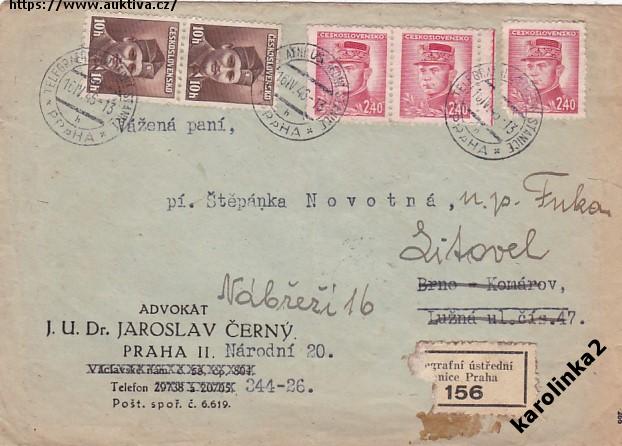 https://www.auktiva.cz/
10h ČESKOSLOVENSKO
10h ČESKOSLOVENSKO
ČESKOSLOVENSKO 2.40
ČESKOSLOVENSKO 2.40
ČESKOSLOVENSKO 2.40
PRAHA
PRAHA
PRAHA
Vážená paní,
pí. Štěpánka Novotná, n. p. Fuka
Litovel
Nábřeží 16
Brno - Komárov,
Lužná ul.čís.47.
ADVOKÁT
J. U. Dr. JAROSLAV ČERNÝ
PRAHA II. Národní 20.
Telefon 344-26.
Pošt. spoř. č. 6.619.
egrafní ústřední
nice Praha
156
karolinka2